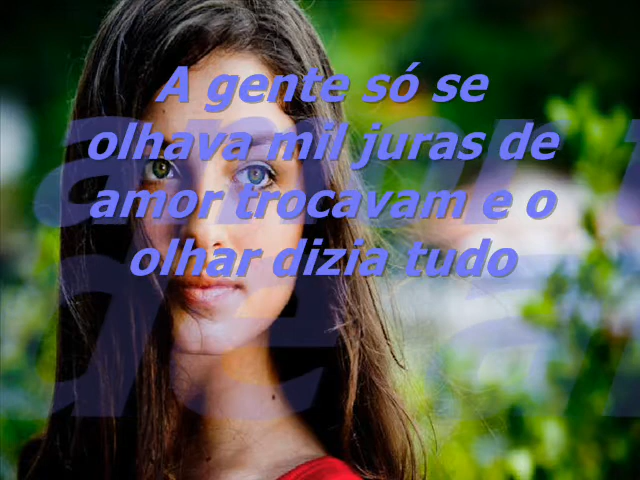 A gente só se
olhava mil juras de
amor trocavam e o
olhar dizia tudo